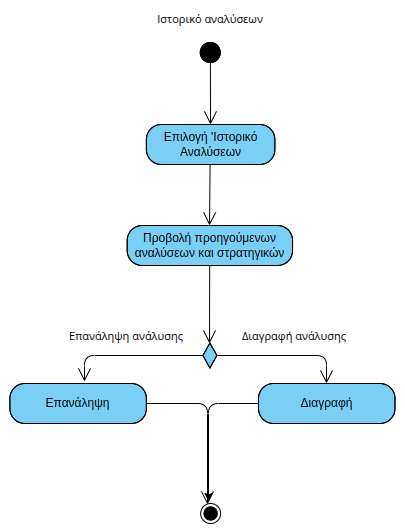 Ιστορικό αναλύσεων
Επιλογή 'Ιστορικό
Αναλύσεων
Προβολή προηγούμενων
αναλύσεων και στρατηγικών
Επανάληψη ανάλυσης
Διαγραφή ανάλυσης
Επανάληψη
Διαγραφή